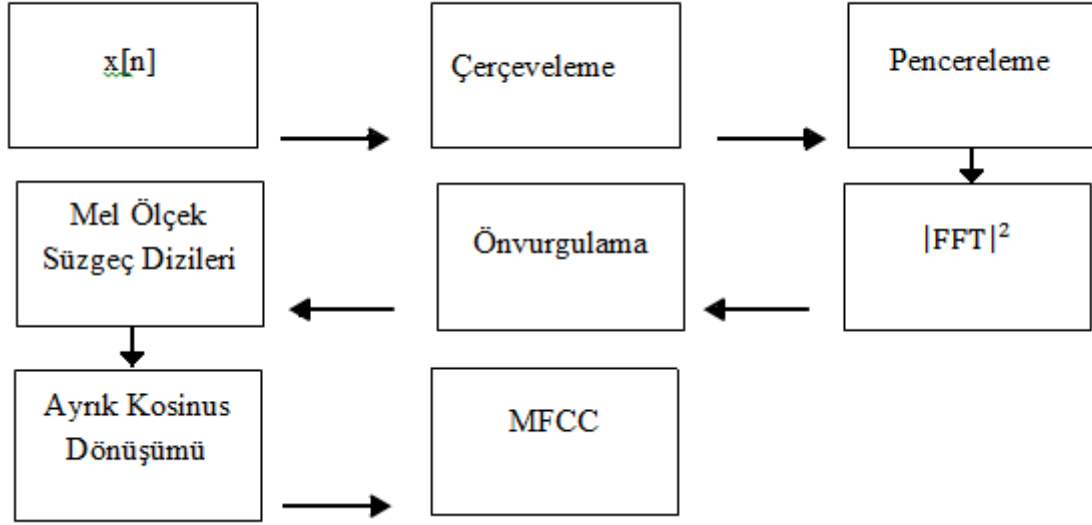 x[n]
Çerçeveleme
Pencereleme
|FFT|²
Önvurgulama
Mel Ölçek
Süzgeç Dizileri
Ayrık Kosinus
Dönüşümü
MFCC